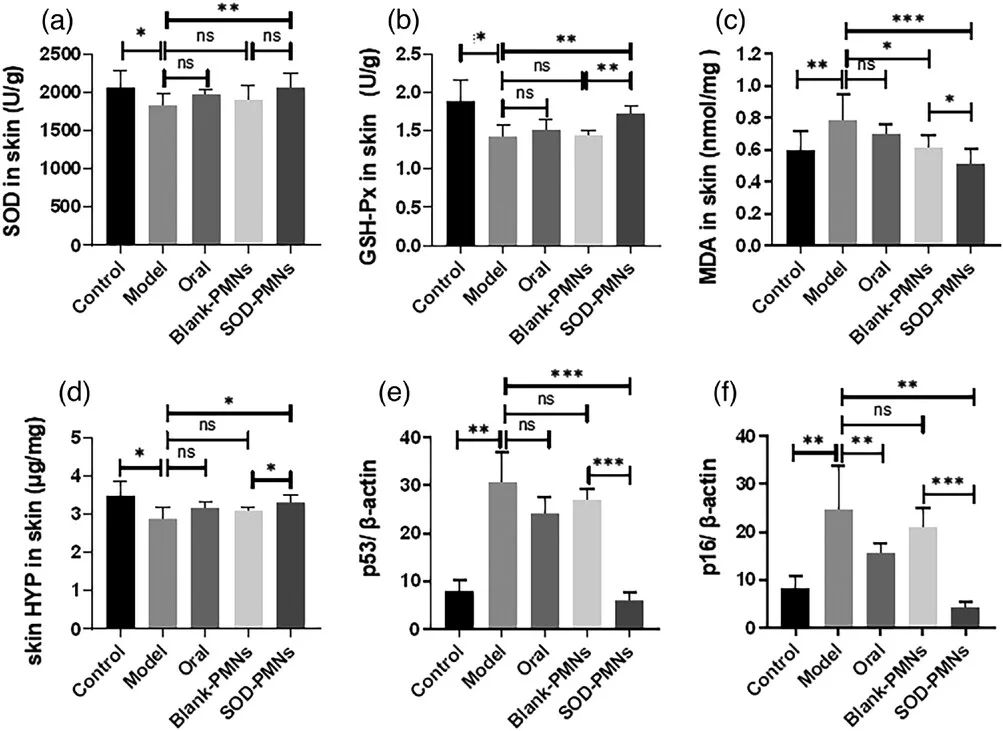 (a)
**
*
ns
ns
ns
SOD in skin (U/g)
2500
2000
1500
1000
500
0
Control
Model
Oral
Blank-PMNs
SOD-PMNs
(b)
*
**
ns
**
ns
GSH-Px in skin (U/g)
2.5
2.0
1.5
1.0
0.5
0.0
Control
Model
Oral
Blank-PMNs
SOD-PMNs
(c)
***
*
**
ns
*
MDA in skin (nmol/mg)
1.2
1.0
0.8
0.6
0.4
0.2
0.0
Control
Model
Oral
Blank-PMNs
SOD-PMNs
(d)
*
ns
*
ns
*
skin HYP in skin (µg/mg)
5
4
3
2
1
0
Control
Model
Oral
Blank-PMNs
SOD-PMNs
(e)
***
ns
**
ns
***
p53/ β-actin
40
30
20
10
0
Control
Model
Oral
Blank-PMNs
SOD-PMNs
(f)
**
ns
**
**
***
p16/ β-actin
40
30
20
10
0
Control
Model
Oral
Blank-PMNs
SOD-PMNs